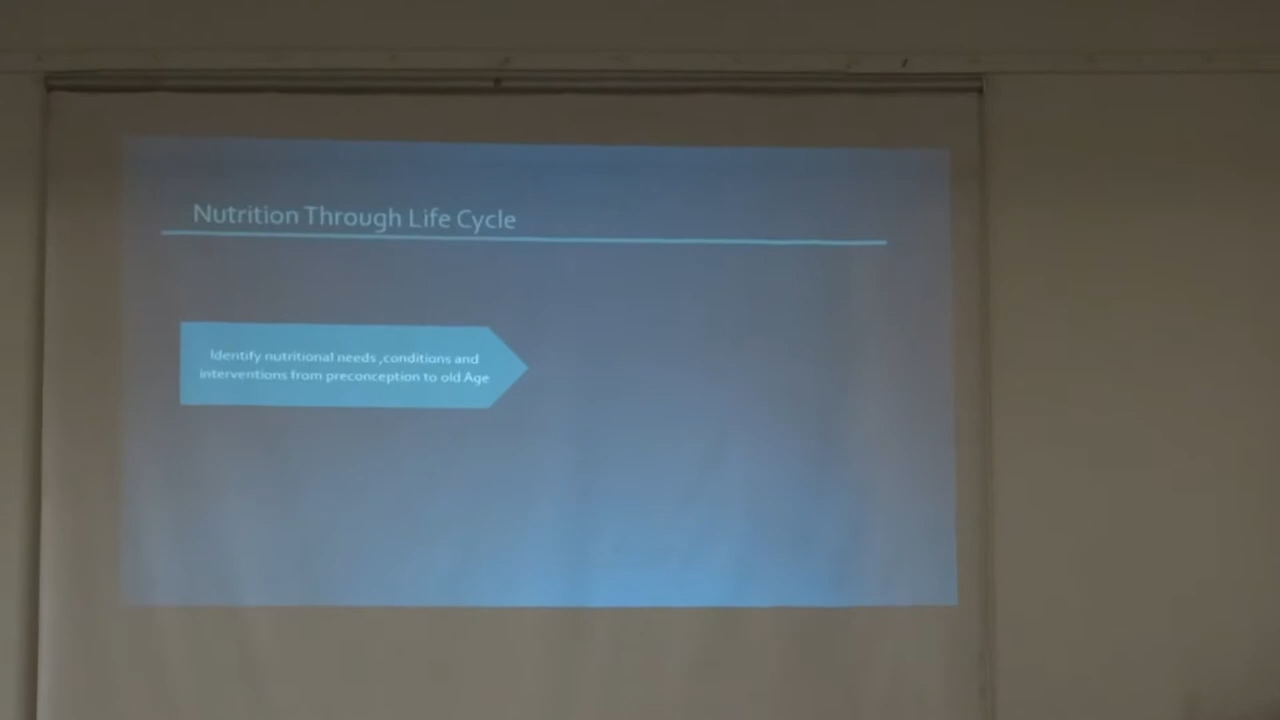 Nutrition Through Life Cycle
Identify nutritional needs ,conditions and
interventions from preconception to old Age